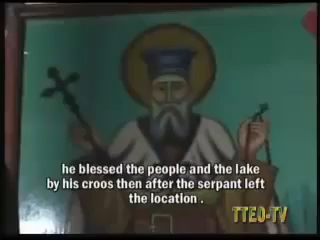 he blessed the people and the lake
by his croos then after the serpant left
the location .
TTEO-TV